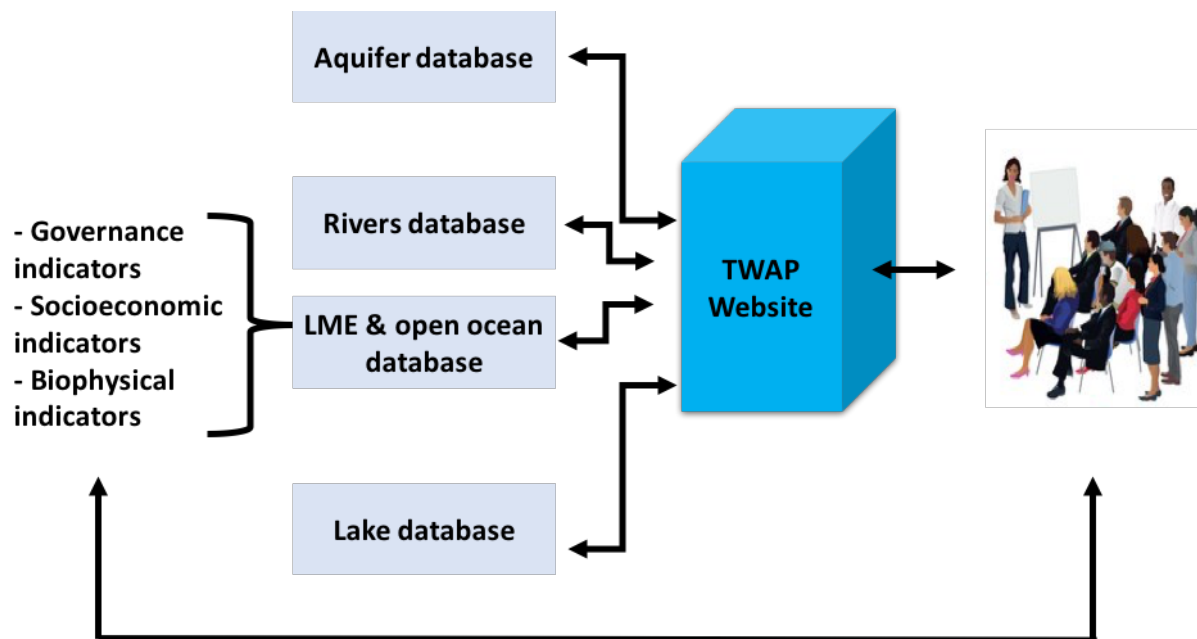 Aquifer database
Rivers database
LME & open ocean
database
Lake database
- Governance
indicators
- Socioeconomic
indicators
- Biophysical
indicators
TWAP
Website